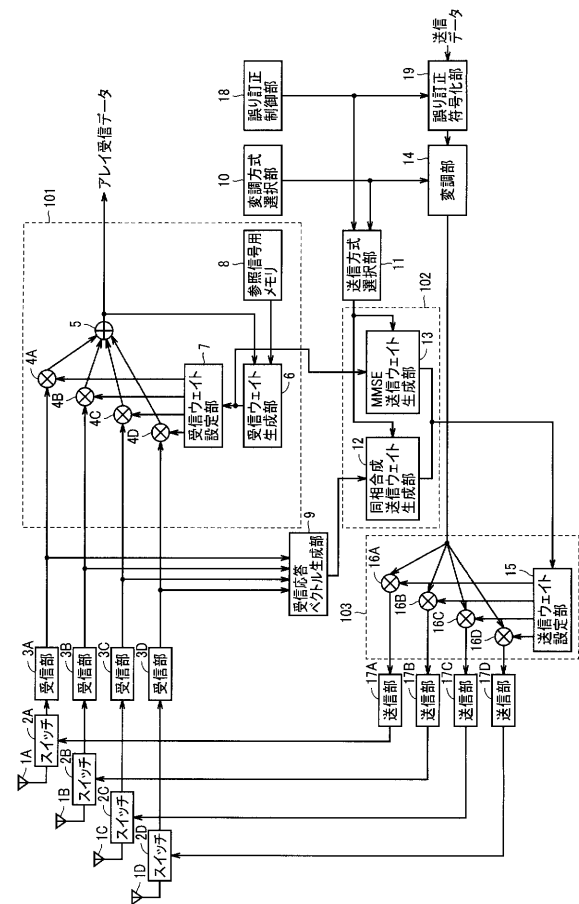 1A
2A
スイッチ
3A
受信部
1B
2B
スイッチ
3B
受信部
1C
2C
スイッチ
3C
受信部
1D
2D
スイッチ
3D
受信部
101
4A
4B
4C
4D
5
アレイ受信データ
7
受信ウェイト
設定部
6
受信ウェイト
生成部
8
参照信号用
メモリ
9
受信応答
ベクトル生成部
10
変調方式
選択部
18
誤り訂正
制御部
11
送信方式
選択部
102
12
同相合成
送信ウェイト
生成部
13
MMSE
送信ウェイト
生成部
送信
データ
19
誤り訂正
符号化部
14
変調部
103
16A
16B
16C
16D
15
送信ウェイト
設定部
17A
送信部
17B
送信部
17C
送信部
17D
送信部